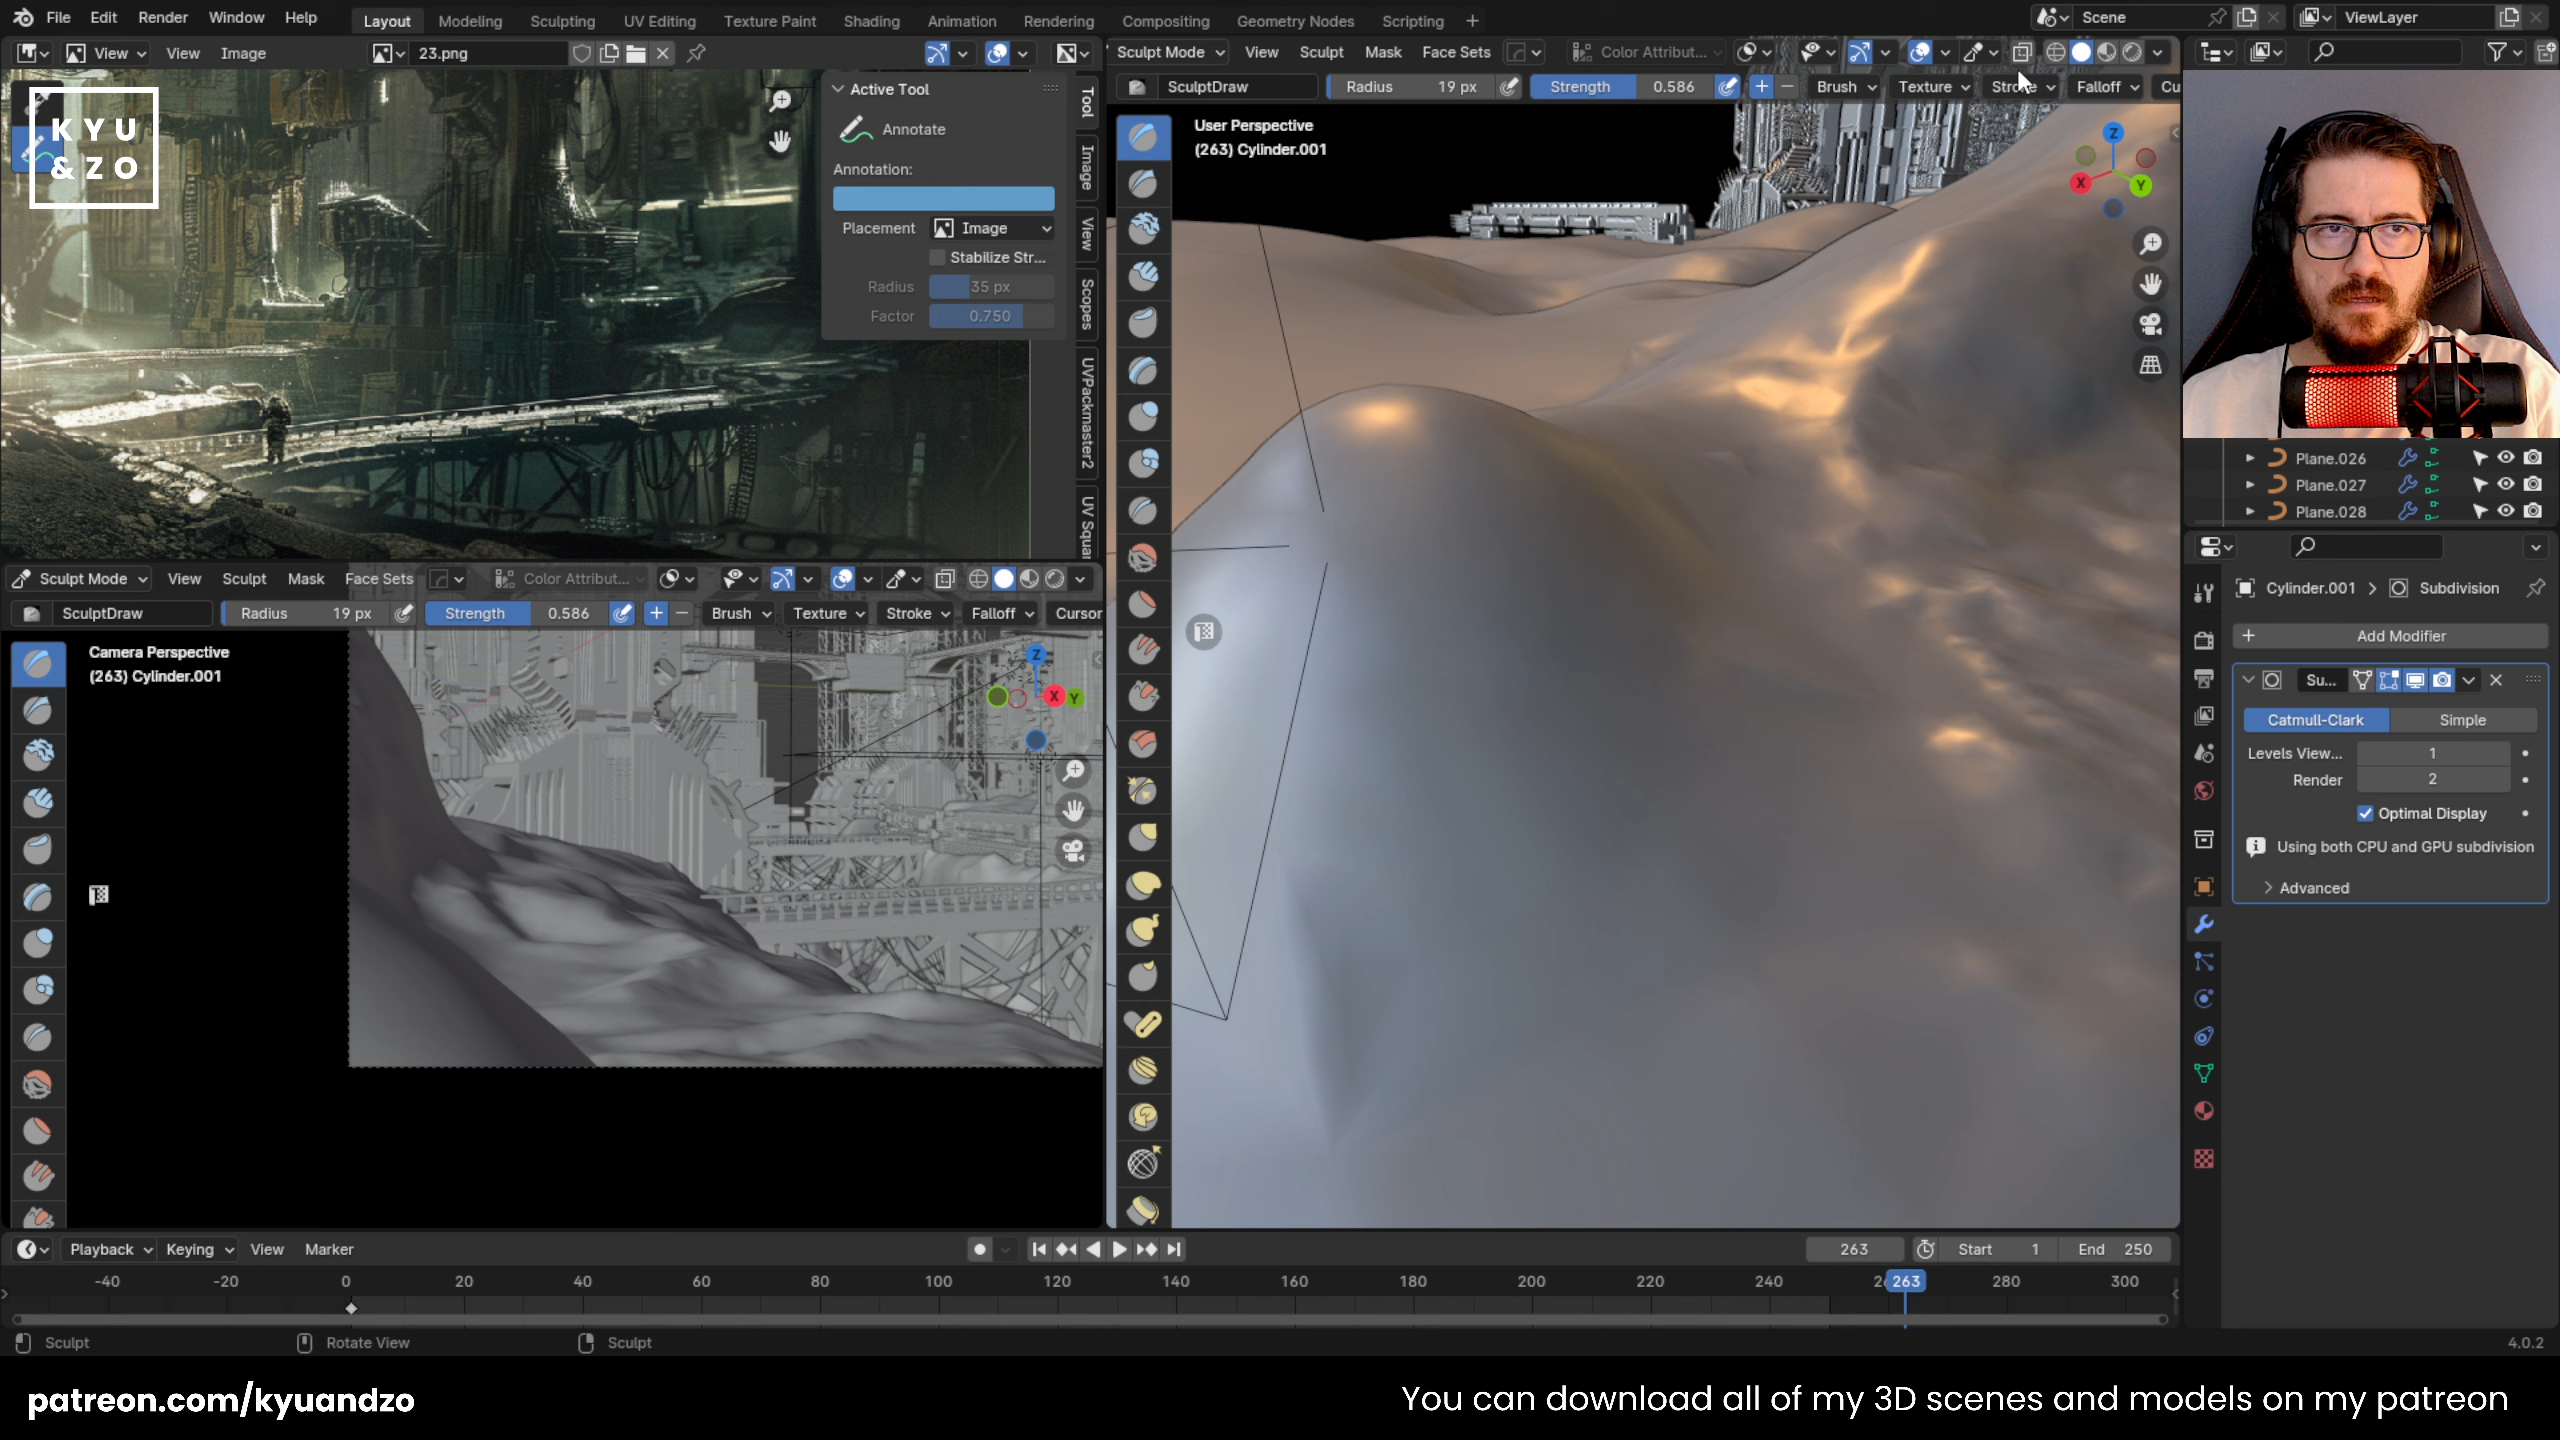 File Edit Render Window Help
Layout Modeling Sculpting UV Editing Texture Paint Shading Animation Rendering Compositing Geometry Nodes Scripting +
Scene
ViewLayer
View View Image 23.png
KYU
&ZO
Active Tool
Annotate
Annotation:
Placement Image
Stabilize Str...
Radius 35 px
Factor 0.750
Tool
Image
View
Scopes
UVPackmaster2
UV Squa
Sculpt Mode View Sculpt Mask Face Sets Color Attribut...
SculptDraw Radius 19 px Strength 0.586 Brush Texture Stroke Falloff Cu
User Perspective
(263) Cylinder.001
Z
X
Y
Sculpt Mode View Sculpt Mask Face Sets Color Attribut...
SculptDraw Radius 19 px Strength 0.586 Brush Texture Stroke Falloff Cursor
Camera Perspective
(263) Cylinder.001
Z
X Y
Plane.026
Plane.027
Plane.028
Cylinder.001 > Subdivision
+ Add Modifier
Su...
Catmull-Clark Simple
Levels View... 1
Render 2
Optimal Display
Using both CPU and GPU subdivision
Advanced
Playback Keying View Marker
263 Start 1 End 250
-40 -20 0 20 40 60 80 100 120 140 160 180 200 220 240 263 280 300
Sculpt Rotate View Sculpt
4.0.2
patreon.com/kyuandzo
You can download all of my 3D scenes and models on my patreon